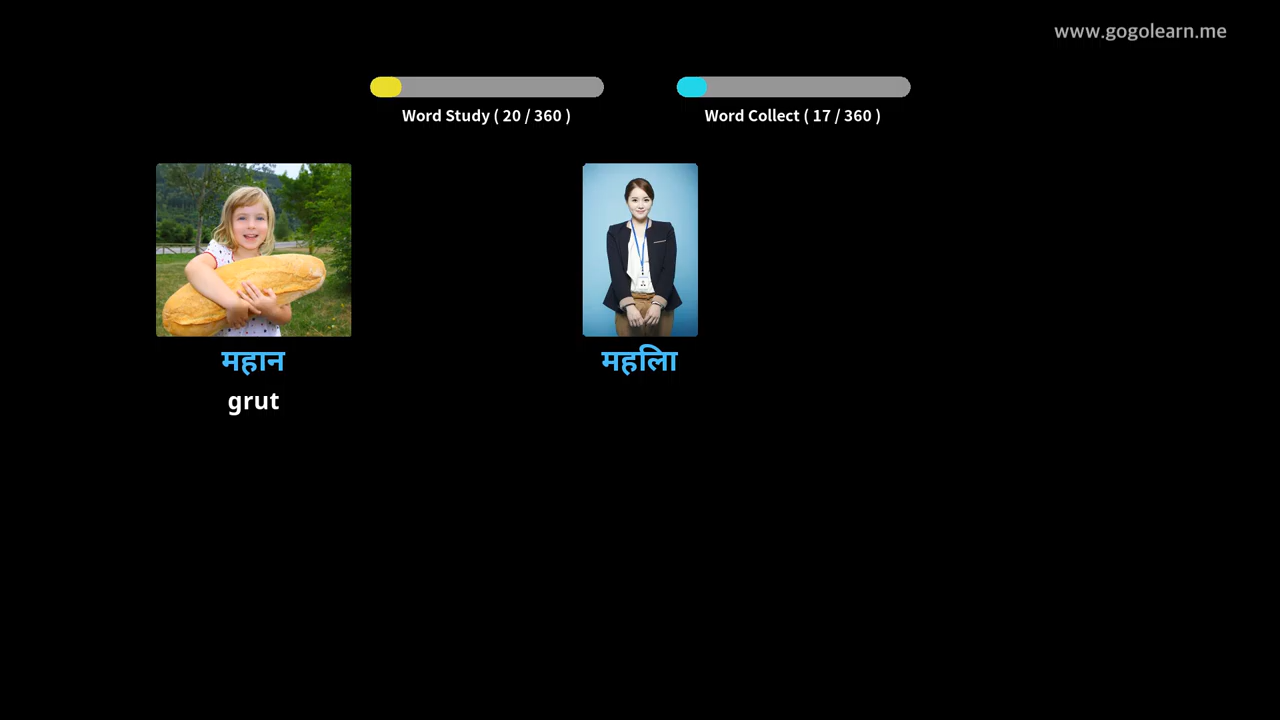 www.gogolearn.me
Word Study ( 20 / 360 )
Word Collect ( 17 / 360 )
महान
grut
महिला